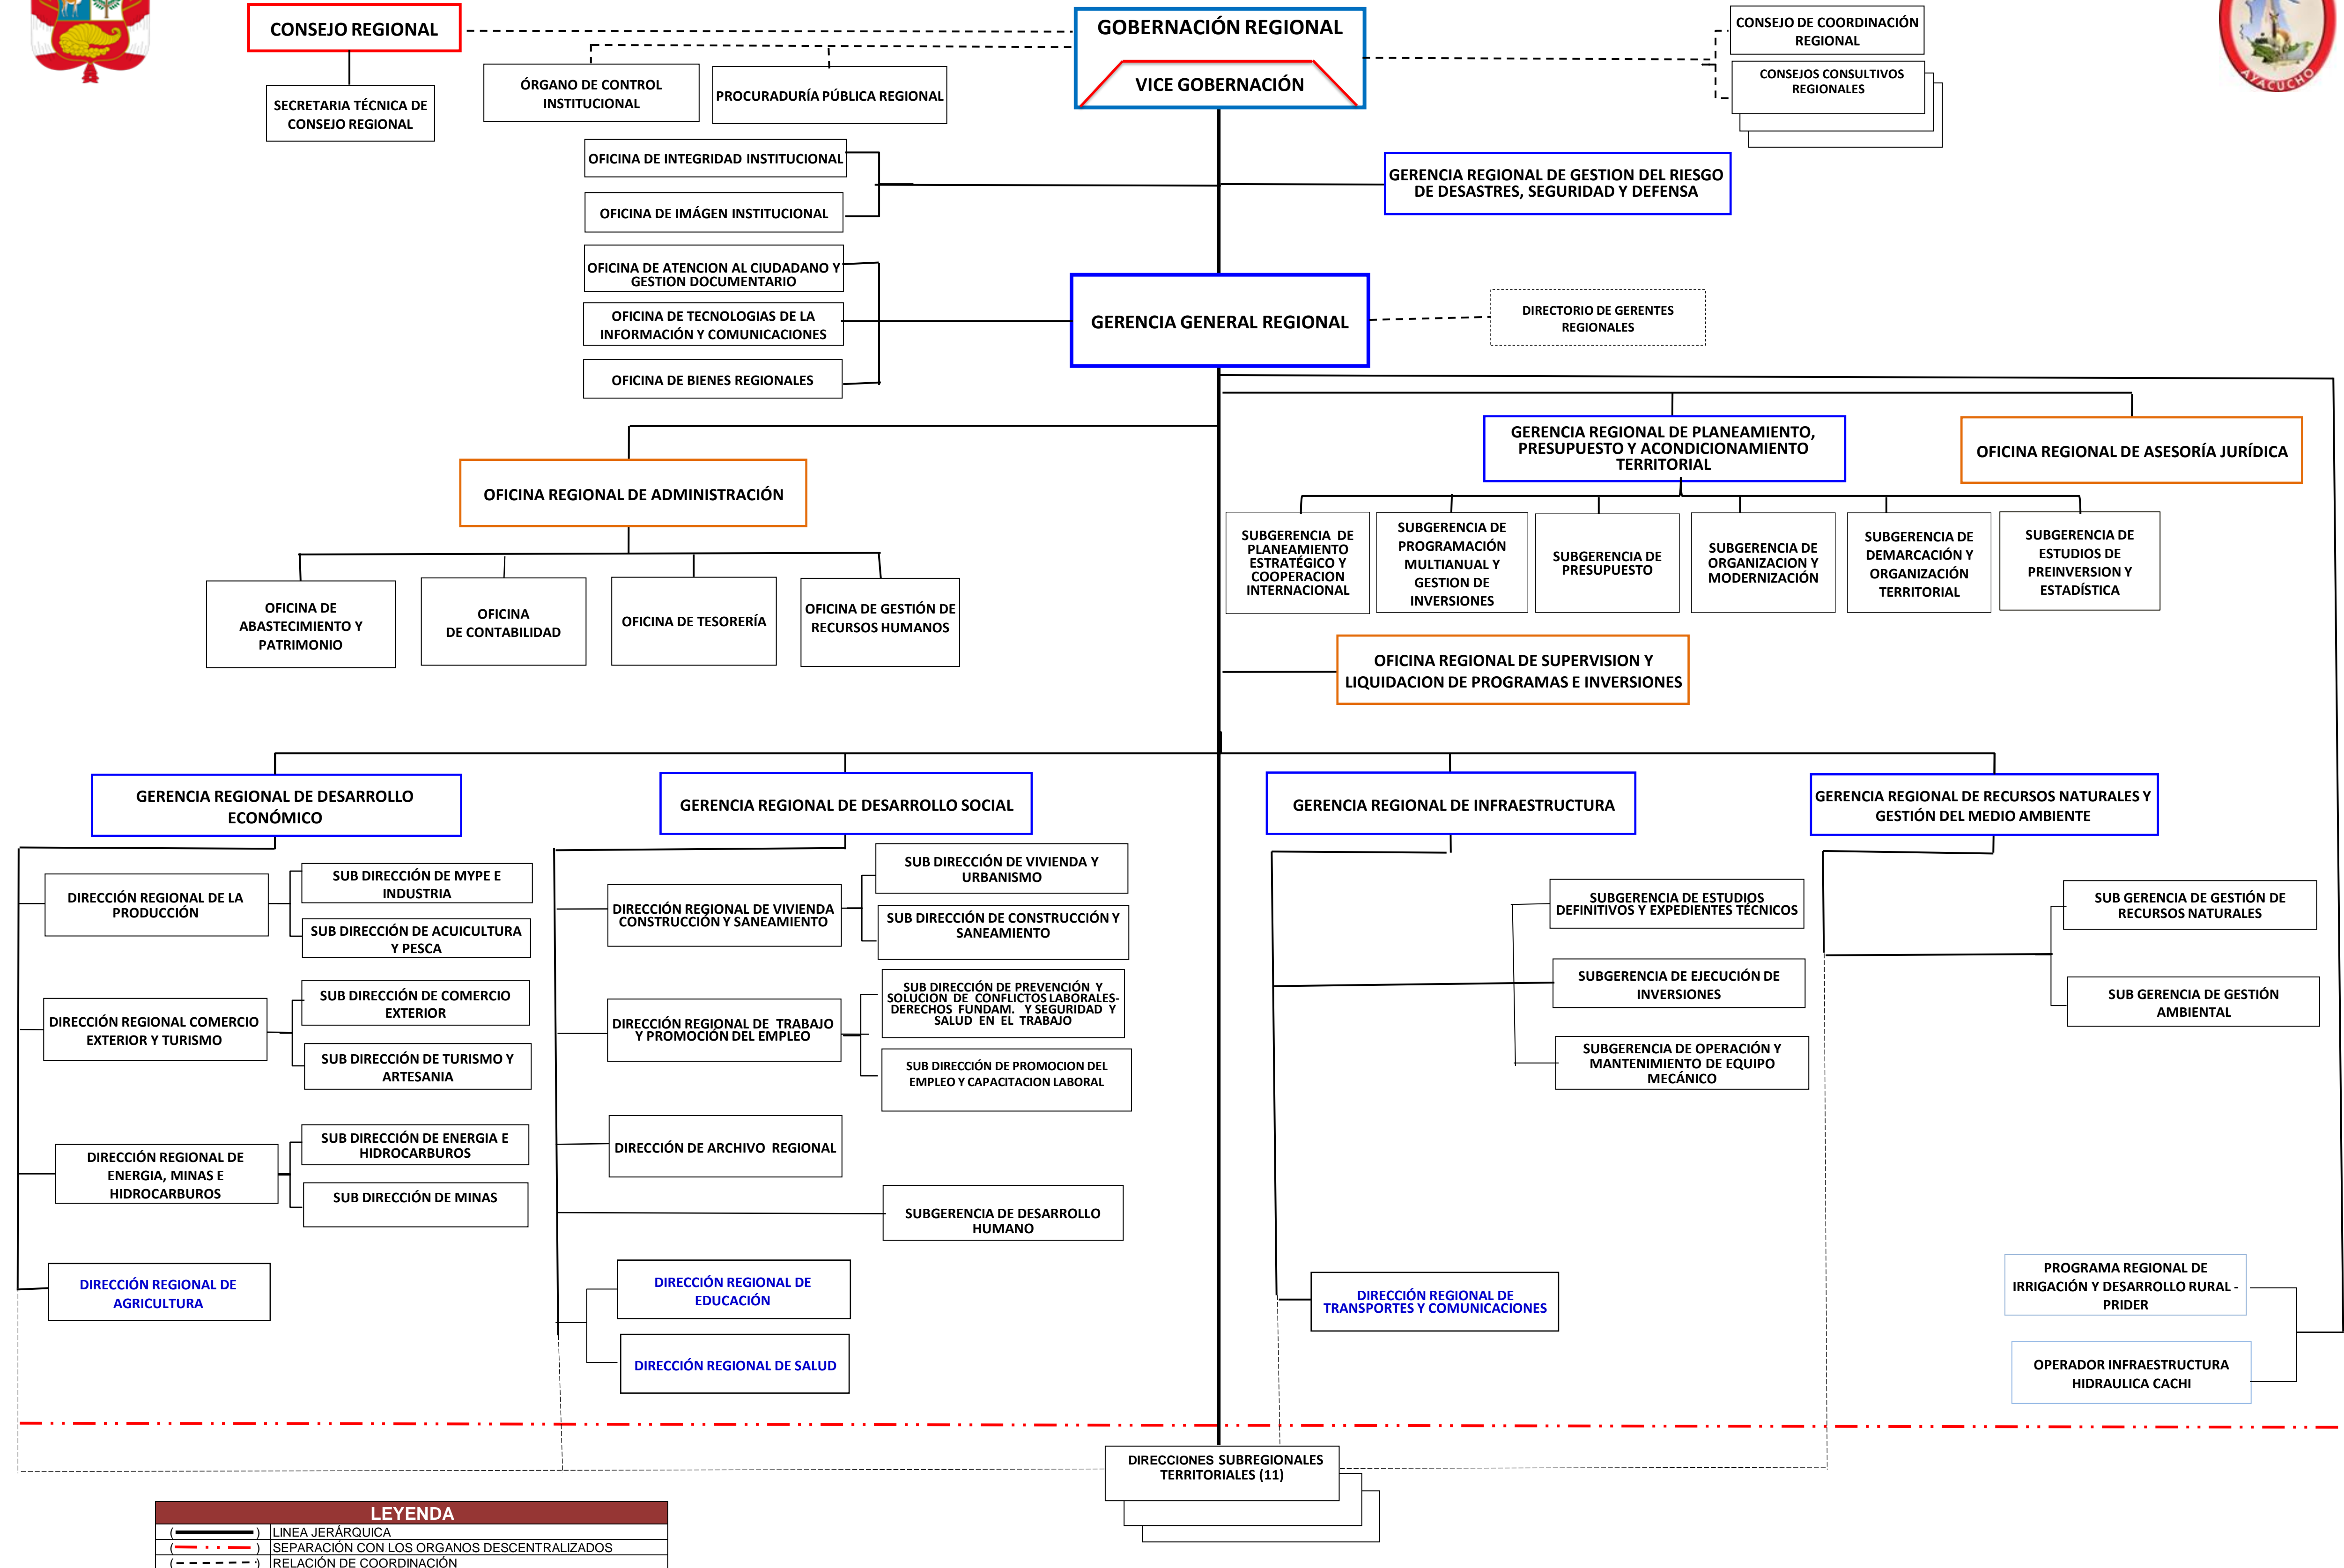 CONSEJO REGIONAL
SECRETARIA TÉCNICA DE
CONSEJO REGIONAL
ÓRGANO DE CONTROL
INSTITUCIONAL
PROCURADURÍA PÚBLICA REGIONAL
GOBERNACIÓN REGIONAL
VICE GOBERNACIÓN
CONSEJO DE COORDINACIÓN
REGIONAL
CONSEJOS CONSULTIVOS
REGIONALES
AYACUCHO
OFICINA DE INTEGRIDAD INSTITUCIONAL
OFICINA DE IMÁGEN INSTITUCIONAL
GERENCIA REGIONAL DE GESTION DEL RIESGO
DE DESASTRES, SEGURIDAD Y DEFENSA
OFICINA DE ATENCION AL CIUDADANO Y
GESTION DOCUMENTARIO
OFICINA DE TECNOLOGIAS DE LA
INFORMACIÓN Y COMUNICACIONES
OFICINA DE BIENES REGIONALES
GERENCIA GENERAL REGIONAL
DIRECTORIO DE GERENTES
REGIONALES
OFICINA REGIONAL DE ADMINISTRACIÓN
GERENCIA REGIONAL DE PLANEAMIENTO,
PRESUPUESTO Y ACONDICIONAMIENTO
TERRITORIAL
OFICINA REGIONAL DE ASESORÍA JURÍDICA
OFICINA DE
ABASTECIMIENTO Y
PATRIMONIO
OFICINA
DE CONTABILIDAD
OFICINA DE TESORERÍA
OFICINA DE GESTIÓN DE
RECURSOS HUMANOS
SUBGERENCIA DE
PLANEAMIENTO
ESTRATÉGICO Y
COOPERACION
INTERNACIONAL
SUBGERENCIA DE
PROGRAMACIÓN
MULTIANUAL Y
GESTION DE
INVERSIONES
SUBGERENCIA DE
PRESUPUESTO
SUBGERENCIA DE
ORGANIZACION Y
MODERNIZACIÓN
SUBGERENCIA DE
DEMARCACIÓN Y
ORGANIZACIÓN
TERRITORIAL
SUBGERENCIA DE
ESTUDIOS DE
PREINVERSION Y
ESTADÍSTICA
OFICINA REGIONAL DE SUPERVISION Y
LIQUIDACION DE PROGRAMAS E INVERSIONES
GERENCIA REGIONAL DE DESARROLLO
ECONÓMICO
DIRECCIÓN REGIONAL DE LA
PRODUCCIÓN
SUB DIRECCIÓN DE MYPE E
INDUSTRIA
SUB DIRECCIÓN DE ACUICULTURA
Y PESCA
DIRECCIÓN REGIONAL COMERCIO
EXTERIOR Y TURISMO
SUB DIRECCIÓN DE COMERCIO
EXTERIOR
SUB DIRECCIÓN DE TURISMO Y
ARTESANIA
DIRECCIÓN REGIONAL DE
ENERGIA, MINAS E
HIDROCARBUROS
SUB DIRECCIÓN DE ENERGIA E
HIDROCARBUROS
SUB DIRECCIÓN DE MINAS
DIRECCIÓN REGIONAL DE
AGRICULTURA
GERENCIA REGIONAL DE DESARROLLO SOCIAL
DIRECCIÓN REGIONAL DE VIVIENDA
CONSTRUCCIÓN Y SANEAMIENTO
SUB DIRECCIÓN DE VIVIENDA Y
URBANISMO
SUB DIRECCIÓN DE CONSTRUCCIÓN Y
SANEAMIENTO
DIRECCIÓN REGIONAL DE TRABAJO
Y PROMOCIÓN DEL EMPLEO
SUB DIRECCIÓN DE PREVENCIÓN Y
SOLUCION DE CONFLICTOS LABORALES-
DERECHOS FUNDAM. Y SEGURIDAD Y
SALUD EN EL TRABAJO
SUB DIRECCIÓN DE PROMOCION DEL
EMPLEO Y CAPACITACION LABORAL
DIRECCIÓN DE ARCHIVO REGIONAL
SUBGERENCIA DE DESARROLLO
HUMANO
DIRECCIÓN REGIONAL DE
EDUCACIÓN
DIRECCIÓN REGIONAL DE SALUD
GERENCIA REGIONAL DE INFRAESTRUCTURA
SUBGERENCIA DE ESTUDIOS
DEFINITIVOS Y EXPEDIENTES TÉCNICOS
SUBGERENCIA DE EJECUCIÓN DE
INVERSIONES
SUBGERENCIA DE OPERACIÓN Y
MANTENIMIENTO DE EQUIPO
MECÁNICO
DIRECCIÓN REGIONAL DE
TRANSPORTES Y COMUNICACIONES
GERENCIA REGIONAL DE RECURSOS NATURALES Y
GESTIÓN DEL MEDIO AMBIENTE
SUB GERENCIA DE GESTIÓN DE
RECURSOS NATURALES
SUB GERENCIA DE GESTIÓN
AMBIENTAL
PROGRAMA REGIONAL DE
IRRIGACIÓN Y DESARROLLO RURAL -
PRIDER
OPERADOR INFRAESTRUCTURA
HIDRAULICA CACHI
DIRECCIONES SUBREGIONALES
TERRITORIALES (11)
LEYENDA
( ) LINEA JERÁRQUICA
( ) SEPARACIÓN CON LOS ORGANOS DESCENTRALIZADOS
( ) RELACIÓN DE COORDINACIÓN